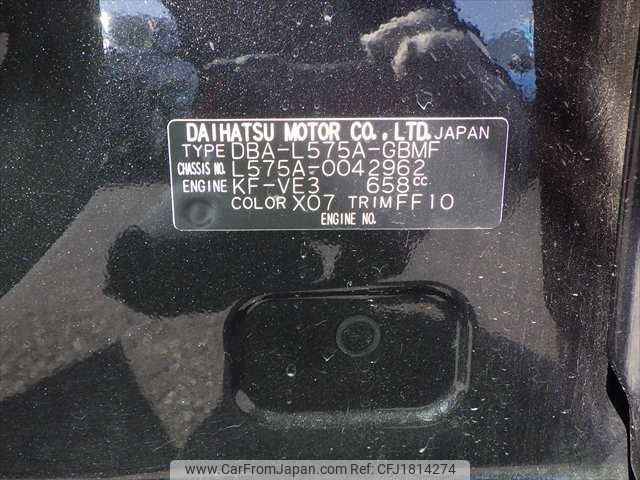 DAIHATSU MOTOR CO., LTD. JAPAN
TYPE DBA-L575A-GBMF
CHASSIS NO. L575A-0042962
ENGINE KF-VE3 658cc
COLOR X07 TRIM FF10
ENGINE NO.
www.CarFromJapan.com Ref:CFJ1814274